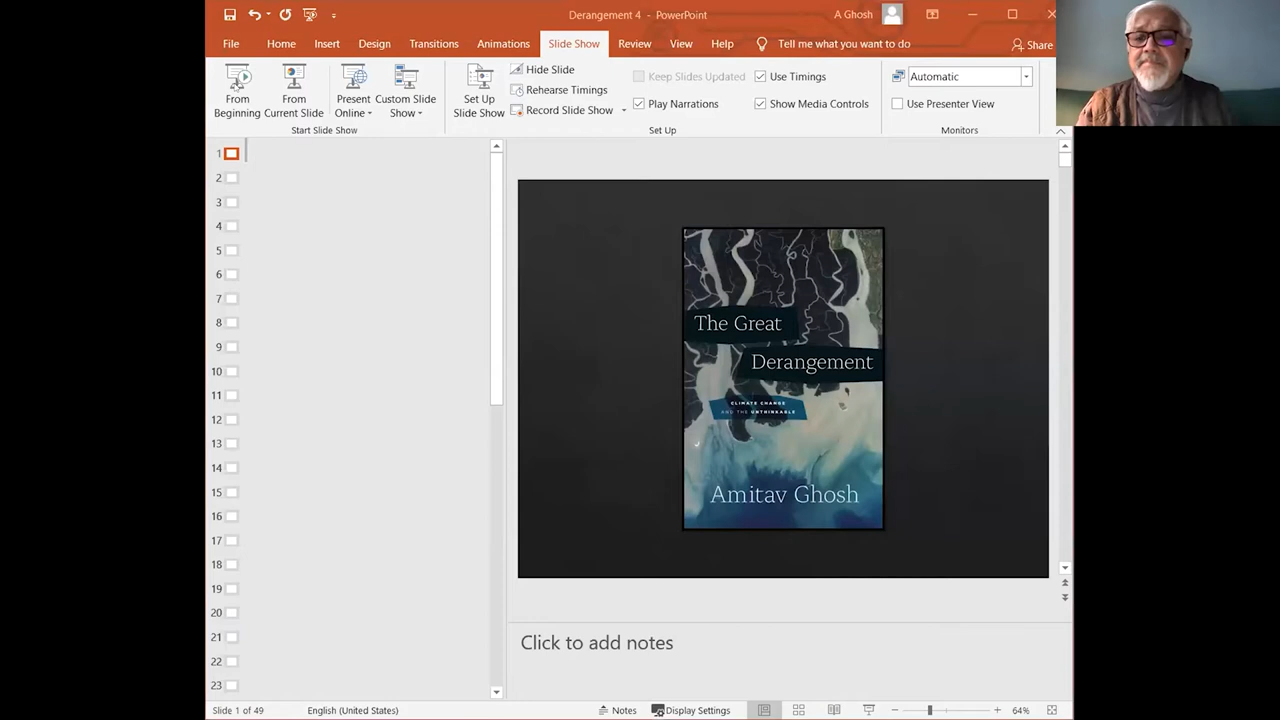 Derangement 4 - PowerPoint
A Ghosh
File Home Insert Design Transitions Animations Slide Show Review View Help Tell me what you want to do Share
From Beginning
From Current Slide
Present Online
Custom Slide Show
Start Slide Show
Set Up Slide Show
Hide Slide
Rehearse Timings
Record Slide Show
Keep Slides Updated
Play Narrations
Use Timings
Show Media Controls
Set Up
Automatic
Use Presenter View
Monitors
1
2
3
4
5
6
7
8
9
10
11
12
13
14
15
16
17
18
19
20
21
22
23
The Great
Derangement
CLIMATE CHANGE
AND THE UNTHINKABLE
Amitav Ghosh
Click to add notes
Slide 1 of 49 English (United States) Notes Display Settings 64%